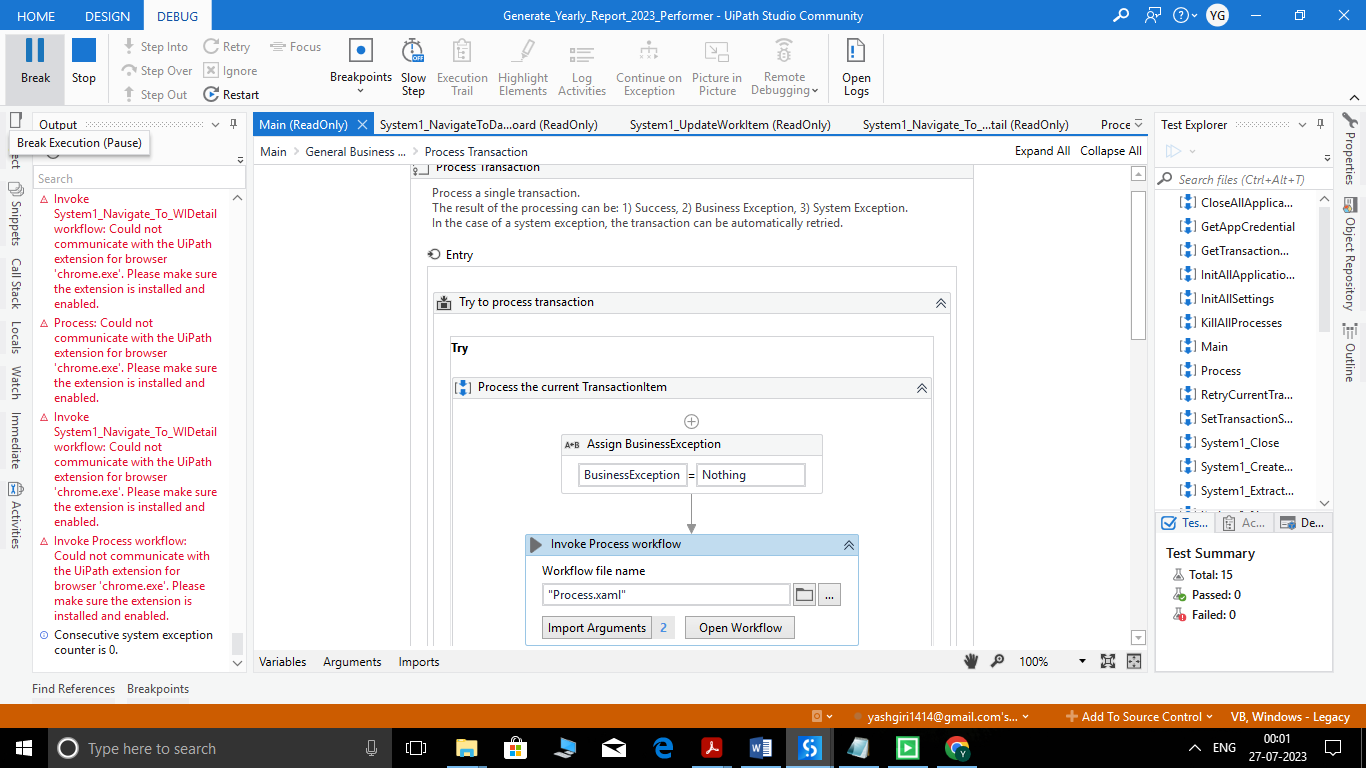 HOME DESIGN DEBUG Generate_Yearly_Report_2023_Performer - UiPath Studio Community YG
Break
Stop
Step Into
Step Over
Step Out
Retry
Ignore
Restart
Focus
Breakpoints
Slow
Step
Execution
Trail
Highlight
Elements
Log
Activities
Continue on
Exception
Picture in
Picture
Remote
Debugging
Open
Logs
Output
Break Execution (Pause)
Search
Snippets
Call Stack
Locals
Watch
Immediate
Activities
Invoke
System1_Navigate_To_WIDetail
workflow: Could not
communicate with the UiPath
extension for browser
'chrome.exe'. Please make sure
the extension is installed and
enabled.
Process: Could not
communicate with the UiPath
extension for browser
'chrome.exe'. Please make sure
the extension is installed and
enabled.
Invoke
System1_Navigate_To_WIDetail
workflow: Could not
communicate with the UiPath
extension for browser
'chrome.exe'. Please make sure
the extension is installed and
enabled.
Invoke Process workflow:
Could not communicate with
the UiPath extension for
browser 'chrome.exe'. Please
make sure the extension is
installed and enabled.
Consecutive system exception
counter is 0.
Find References Breakpoints
Main (ReadOnly) System1_NavigateToDa...oard (ReadOnly) System1_UpdateWorkItem (ReadOnly) System1_Navigate_To_...tail (ReadOnly) Proce
Main > General Business ... > Process Transaction Expand All Collapse All
Process Transaction
Process a single transaction.
The result of the processing can be: 1) Success, 2) Business Exception, 3) System Exception.
In the case of a system exception, the transaction can be automatically retried.
Entry
Try to process transaction
Try
Process the current TransactionItem
A+B Assign BusinessException
BusinessException = Nothing
Invoke Process workflow
Workflow file name
"Process.xaml" ...
Import Arguments 2 Open Workflow
Variables Arguments Imports 100%
Test Explorer
Search files (Ctrl+Alt+T)
CloseAllApplica...
GetAppCredential
GetTransaction...
InitAllApplicatio...
InitAllSettings
KillAllProcesses
Main
Process
RetryCurrentTra...
SetTransactionS...
System1_Close
System1_Create...
System1_Extract...
Tes... Ac... De...
Test Summary
Total: 15
Passed: 0
Failed: 0
Properties
Object Repository
Outline
yashgiri1414@gmail.com's... Add To Source Control VB, Windows - Legacy
Type here to search
ENG
00:01
27-07-2023